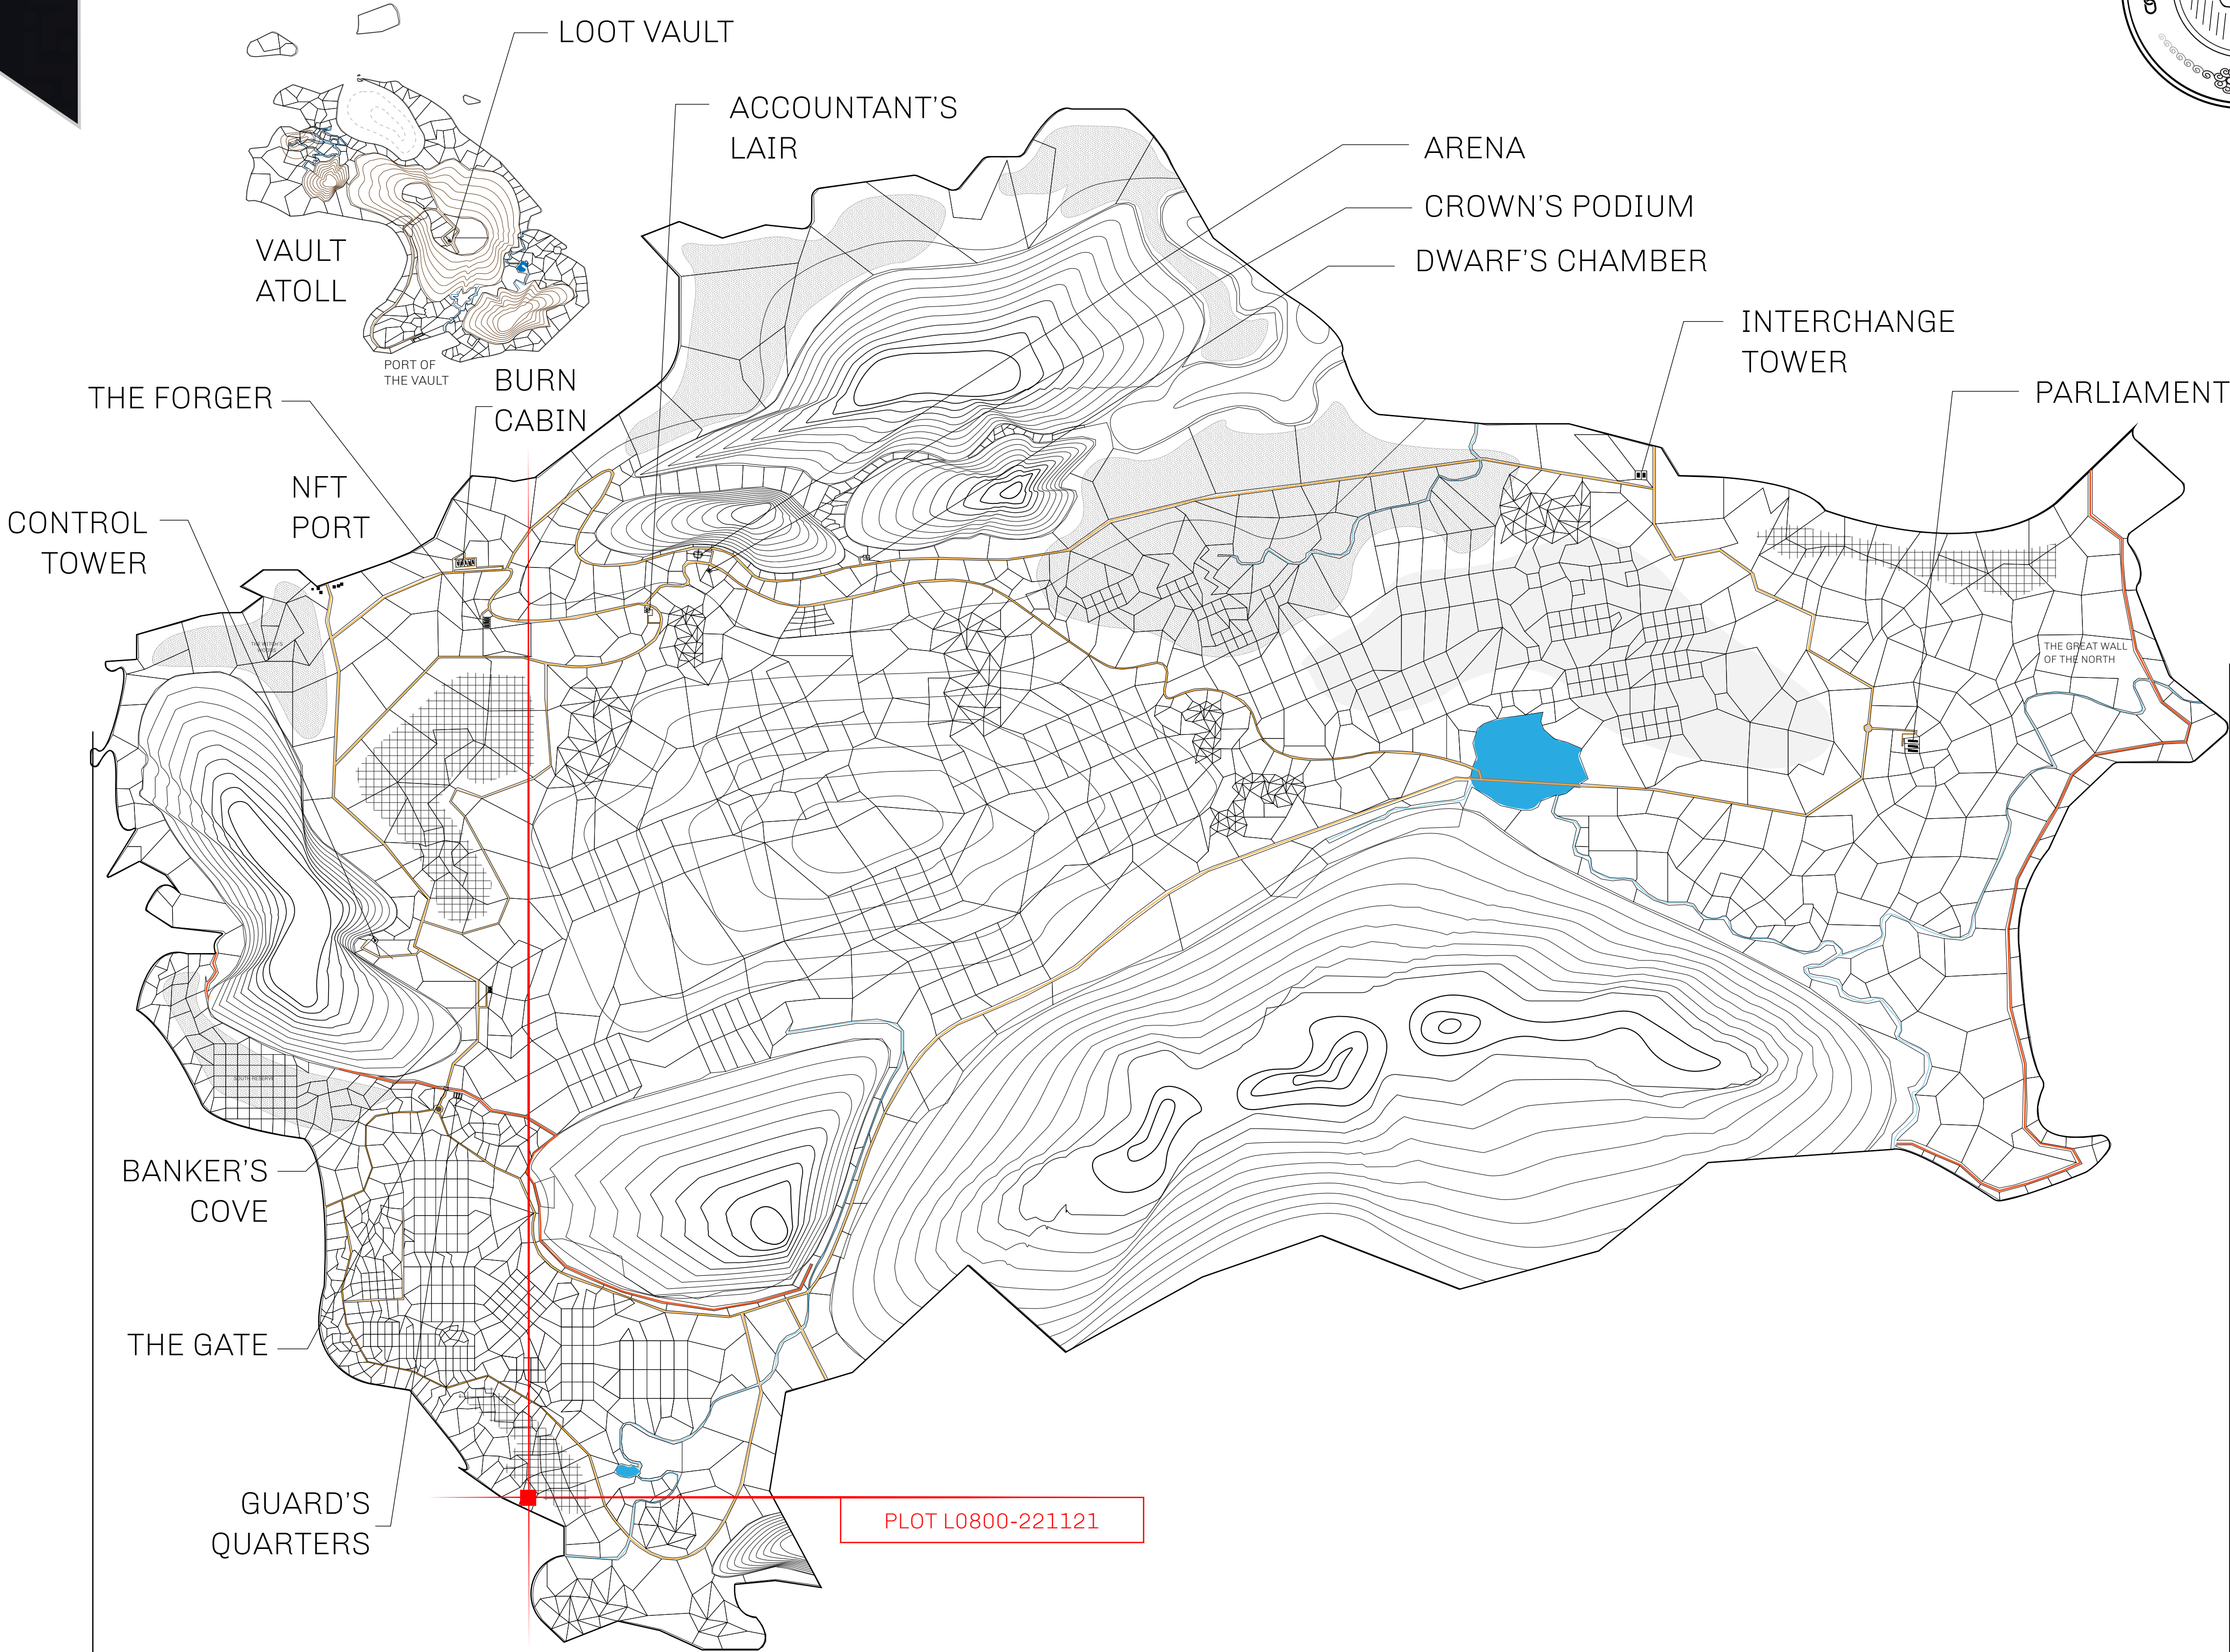 LOOT VAULT
ACCOUNTANT'S
LAIR
ARENA
CROWN'S PODIUM
DWARF'S CHAMBER
VAULT
ATOLL
INTERCHANGE
TOWER
PORT OF
THE VAULT
BURN
CABIN
THE FORGER
PARLIAMENT
NFT
PORT
CONTROL
TOWER
THE GREAT WALL
OF THE NORTH
SOUTH RESERVE
BANKER'S
COVE
THE GATE
GUARD'S
QUARTERS
PLOT L0800-221121